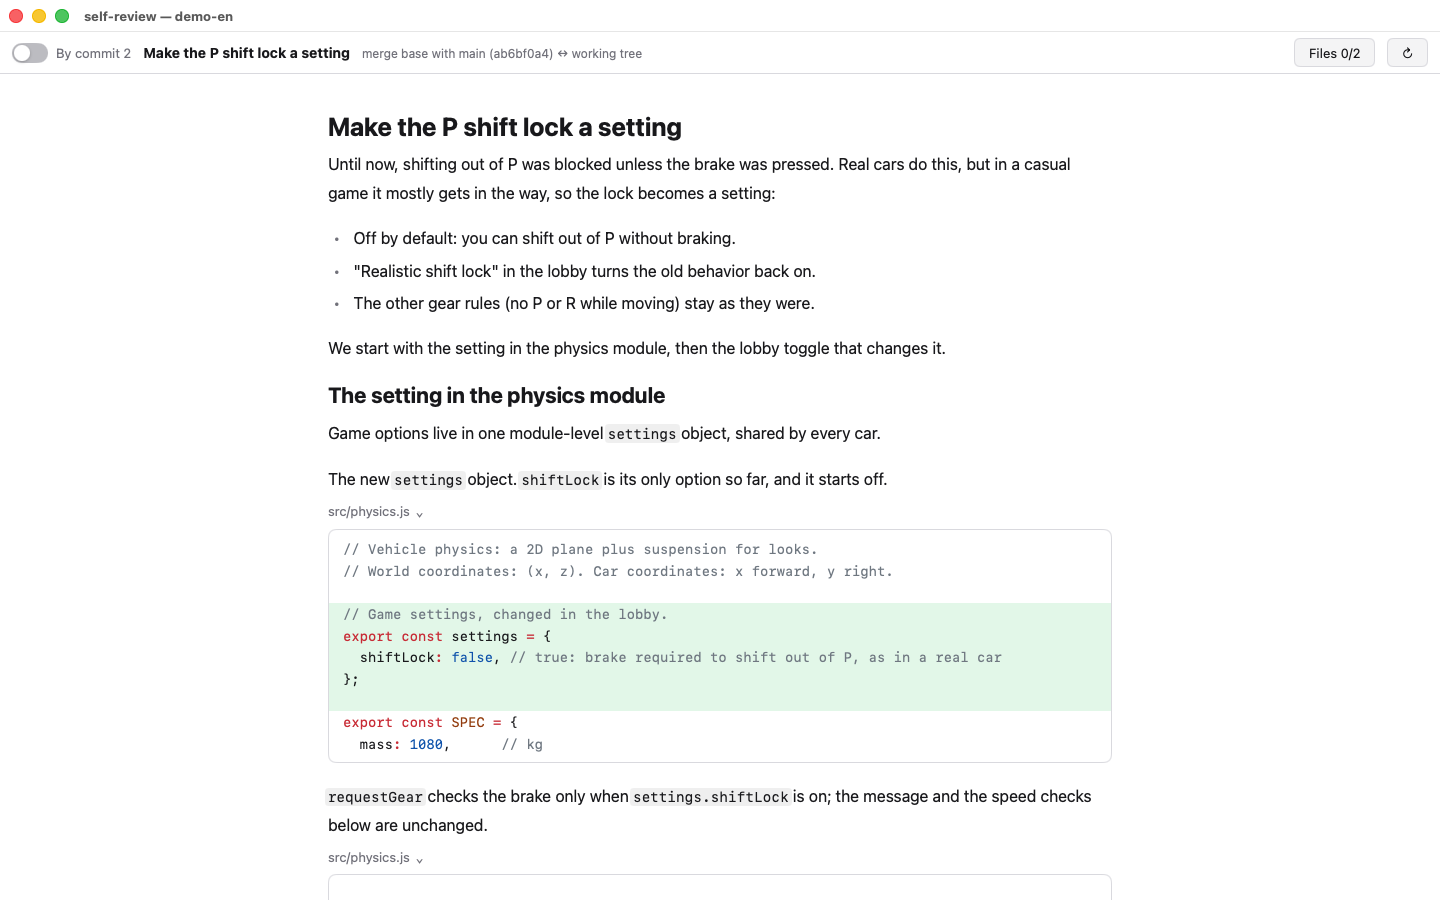 self-review — demo-en
By commit 2 Make the P shift lock a setting merge base with main (ab6bf0a4) ↔ working tree Files 0/2 ↻
Make the P shift lock a setting
Until now, shifting out of P was blocked unless the brake was pressed. Real cars do this, but in a casual
game it mostly gets in the way, so the lock becomes a setting:
• Off by default: you can shift out of P without braking.
• "Realistic shift lock" in the lobby turns the old behavior back on.
• The other gear rules (no P or R while moving) stay as they were.
We start with the setting in the physics module, then the lobby toggle that changes it.
The setting in the physics module
Game options live in one module-level settings object, shared by every car.
The new settings object. shiftLock is its only option so far, and it starts off.
src/physics.js ⌄
// Vehicle physics: a 2D plane plus suspension for looks.
// World coordinates: (x, z). Car coordinates: x forward, y right.
// Game settings, changed in the lobby.
export const settings = {
  shiftLock: false, // true: brake required to shift out of P, as in a real car
};
export const SPEC = {
  mass: 1080,      // kg
requestGear checks the brake only when settings.shiftLock is on; the message and the speed checks
below are unchanged.
src/physics.js ⌄